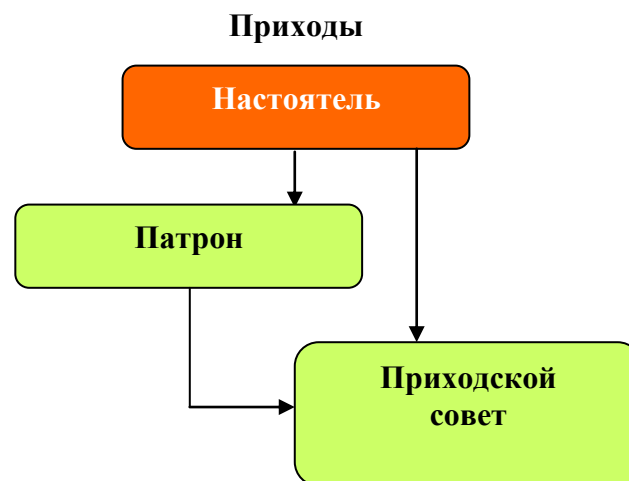 Приходы
Настоятель
Патрон
Приходской
совет